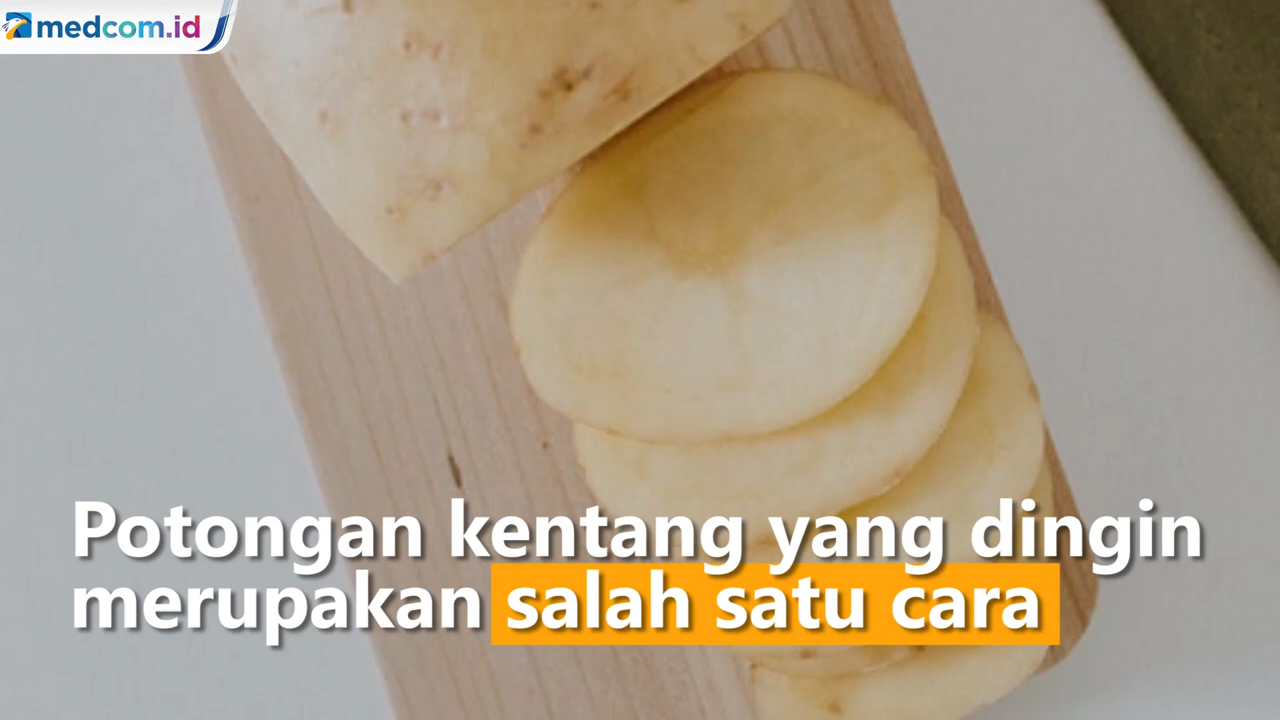 medcom.id
Potongan kentang yang dingin
merupakan salah satu cara